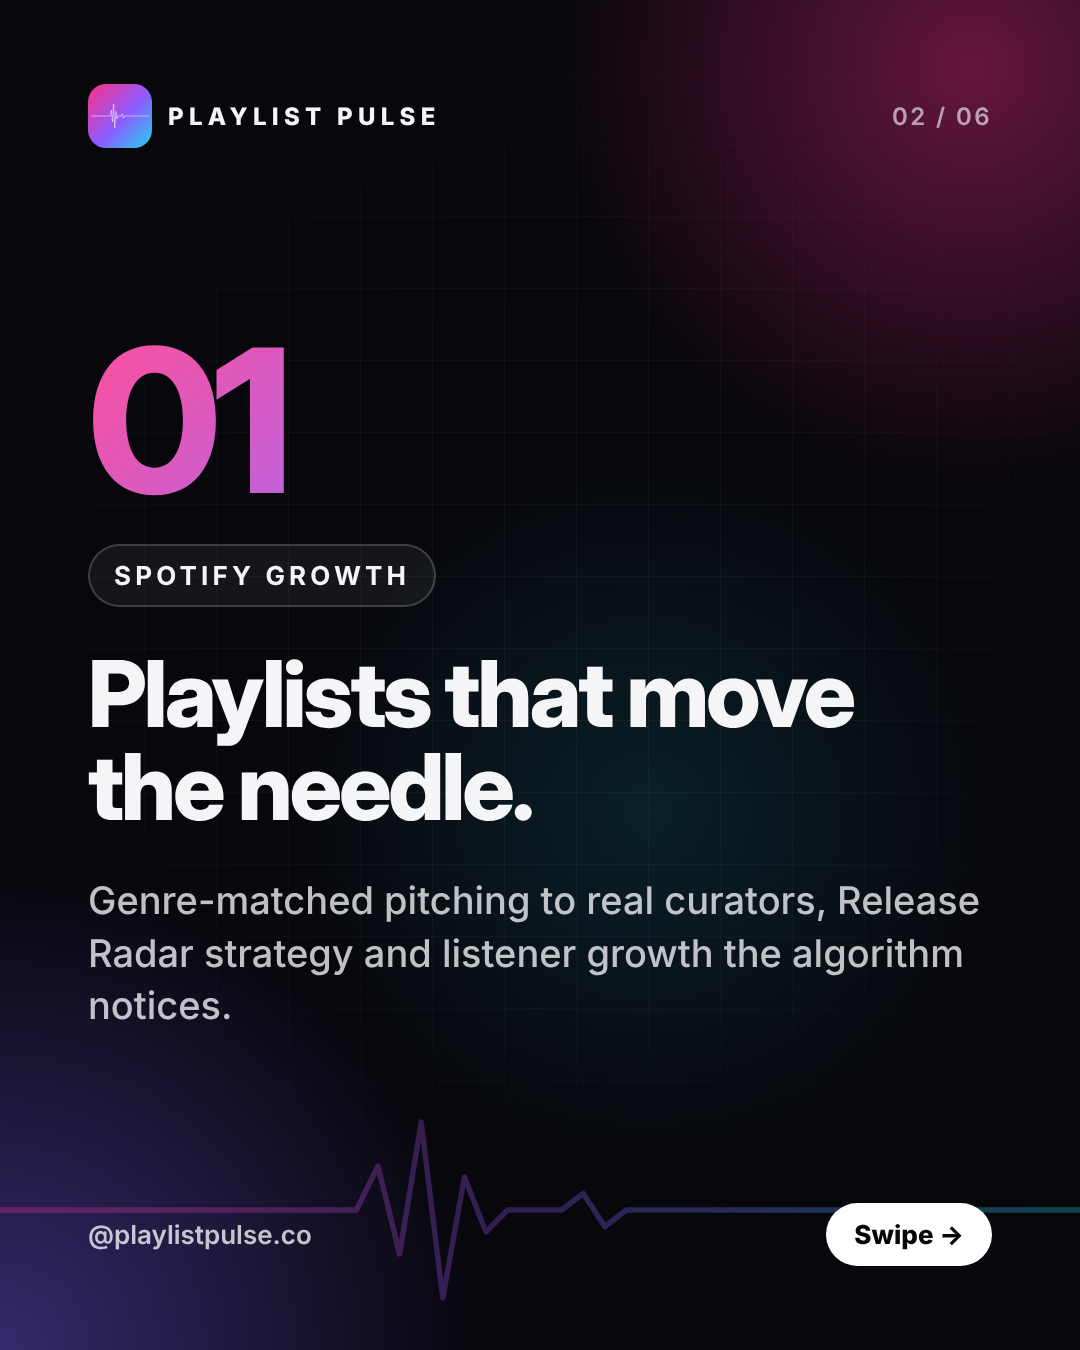 PLAYLIST PULSE
02 / 06
01
SPOTIFY GROWTH
Playlists that move
the needle.
Genre-matched pitching to real curators, Release
Radar strategy and listener growth the algorithm
notices.
@playlistpulse.co
Swipe →